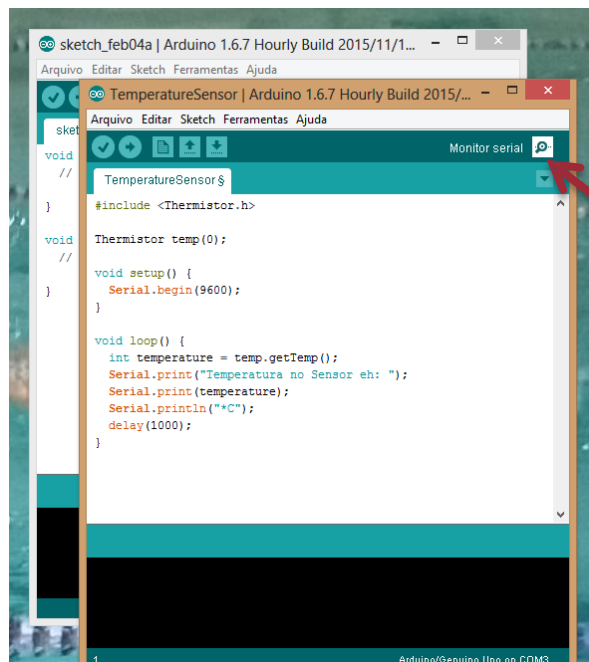 sketch_feb04a | Arduino 1.6.7 Hourly Build 2015/11/1...
Arquivo Editar Sketch Ferramentas Ajuda
sket
void
//
}
void
//
}
TemperatureSensor | Arduino 1.6.7 Hourly Build 2015/...
Arquivo Editar Sketch Ferramentas Ajuda
Monitor serial
TemperatureSensor §
#include <Thermistor.h>
Thermistor temp(0);
void setup() {
Serial.begin(9600);
}
void loop() {
int temperature = temp.getTemp();
Serial.print("Temperatura no Sensor eh: ");
Serial.print(temperature);
Serial.println("*C");
delay(1000);
}
1 Arduino/Genuino Uno on COM3